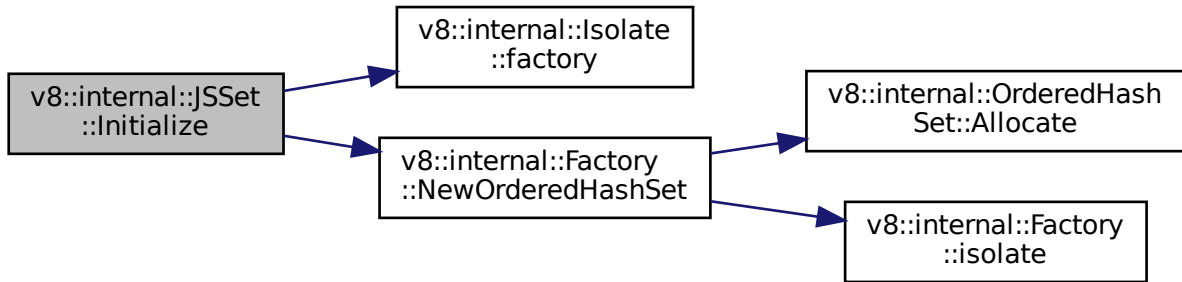 v8::internal::JSSet
::Initialize
v8::internal::Isolate
::factory
v8::internal::Factory
::NewOrderedHashSet
v8::internal::OrderedHash
Set::Allocate
v8::internal::Factory
::isolate